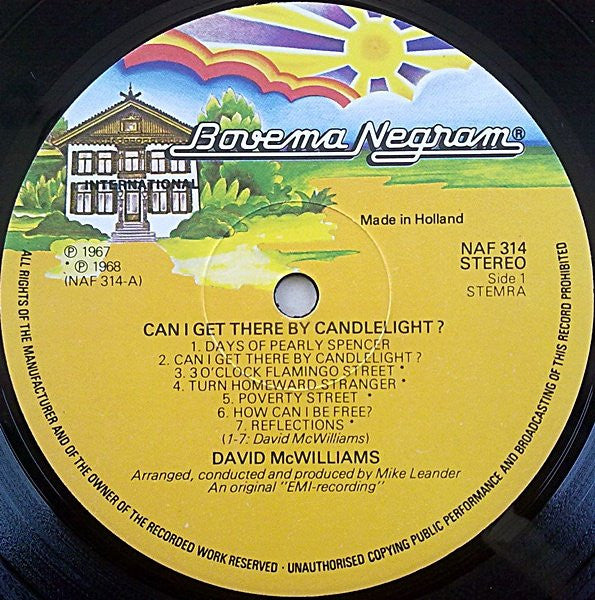 Bovema Negram®
INTERNATIONAL
Made in Holland
℗ 1967
* ℗ 1968
(NAF 314-A)
NAF 314
STEREO
Side 1
STEMRA
CAN I GET THERE BY CANDLELIGHT?
1. DAYS OF PEARLY SPENCER
2. CAN I GET THERE BY CANDLELIGHT?
3. 3 O'CLOCK FLAMINGO STREET *
4. TURN HOMEWARD STRANGER *
5. POVERTY STREET *
6. HOW CAN I BE FREE?
7. REFLECTIONS *
(1-7: David McWilliams)
DAVID McWILLIAMS
Arranged, conducted and produced by Mike Leander
An original "EMI-recording"
ALL RIGHTS OF THE MANUFACTURER AND OF THE OWNER OF THE RECORDED WORK RESERVED · UNAUTHORISED COPYING PUBLIC PERFORMANCE AND BROADCASTING OF THIS RECORD PROHIBITED